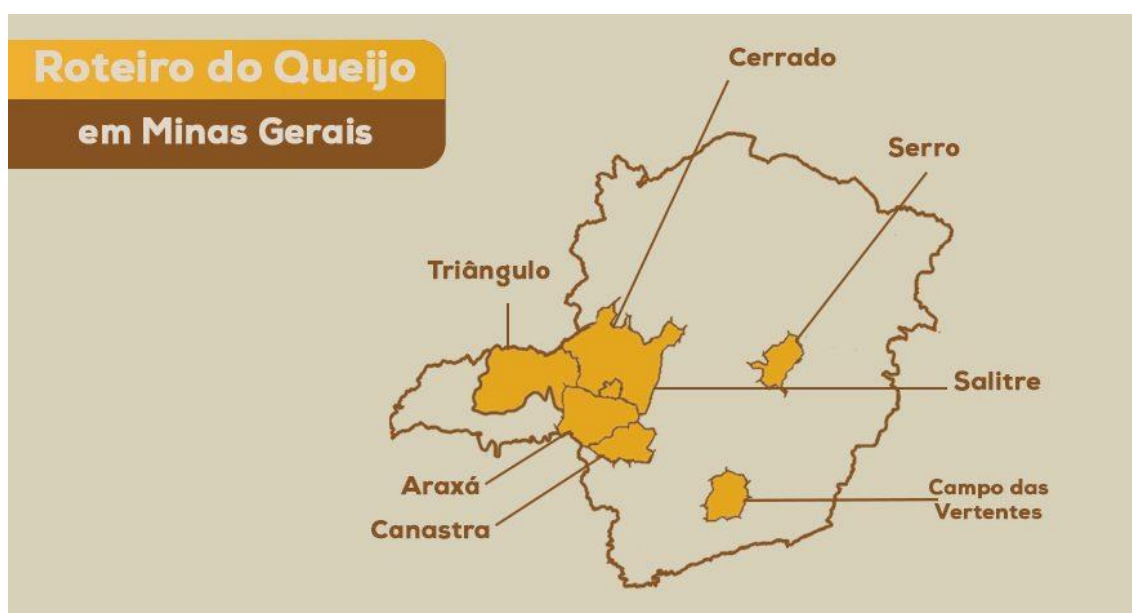 Roteiro do Queijo
em Minas Gerais
Cerrado
Serro
Triângulo
Salitre
Araxá
Canastra
Campo das
Vertentes